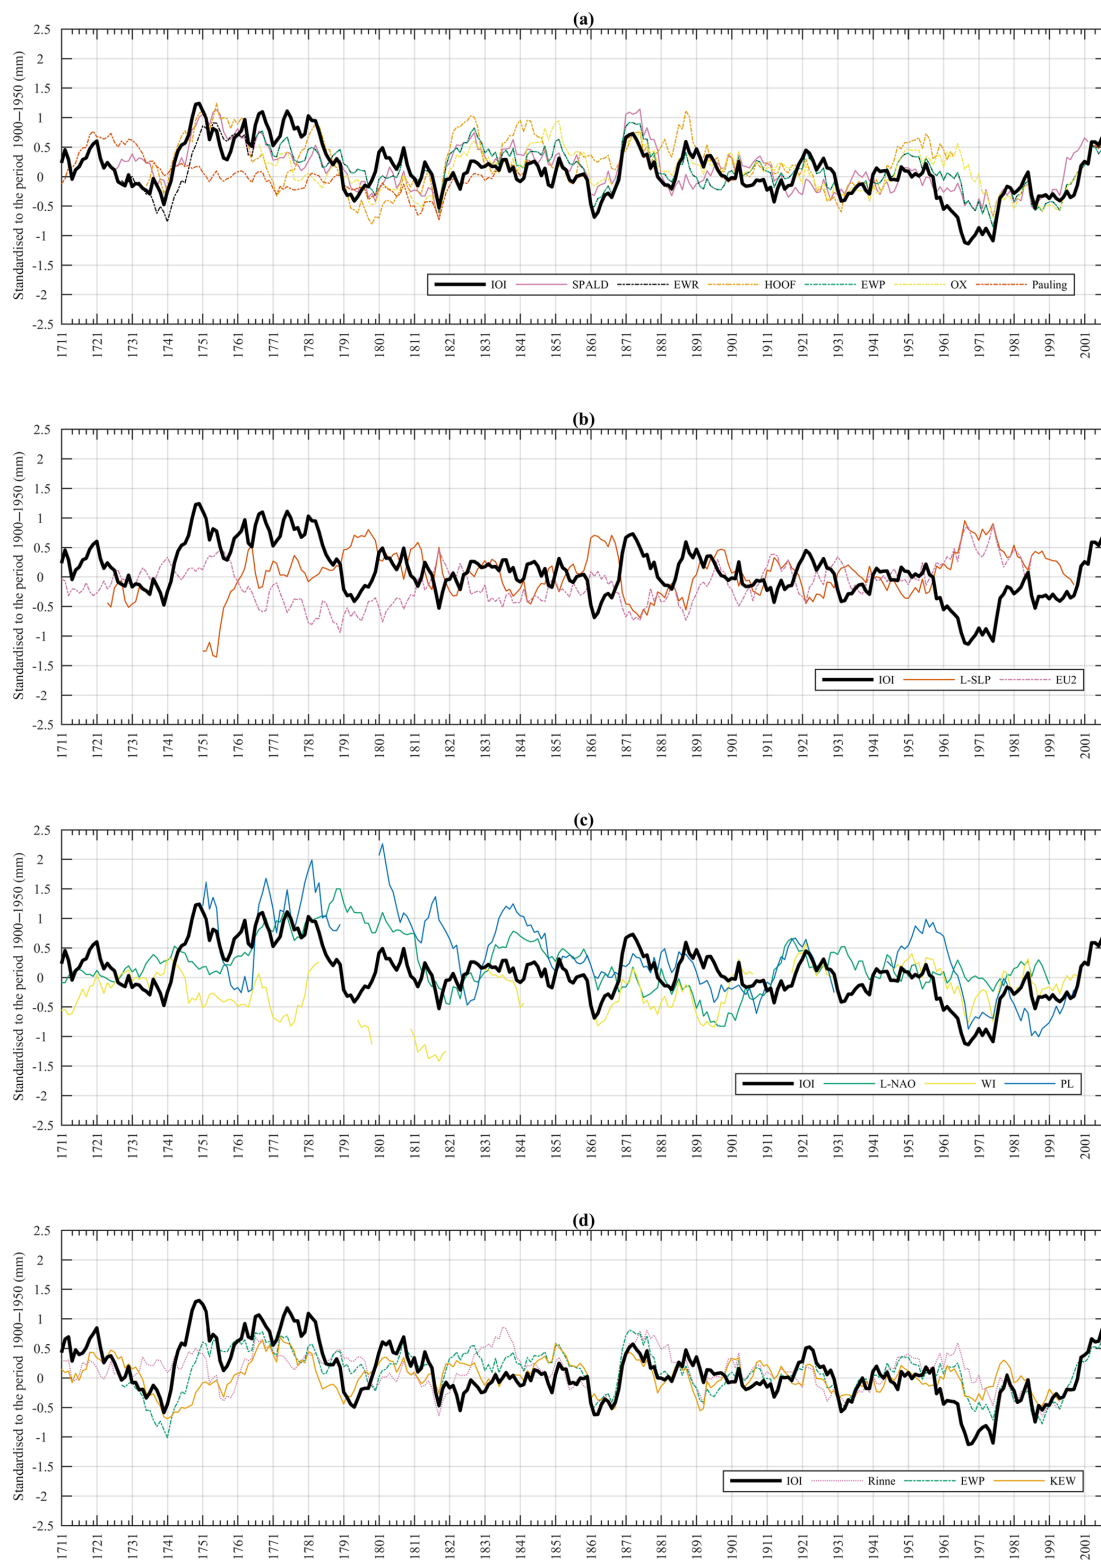 (a)
Standardised to the period 1900–1950 (mm)
2.5
2
1.5
1
0.5
0
-0.5
-1
-1.5
-2
-2.5
IOI SPALD EWR HOOF EWP OX Pauling
1711 1721 1731 1741 1751 1761 1771 1781 1791 1801 1811 1821 1831 1841 1851 1861 1871 1881 1891 1901 1911 1921 1931 1941 1951 1961 1971 1981 1991 2001
(b)
Standardised to the period 1900–1950 (mm)
2.5
2
1.5
1
0.5
0
-0.5
-1
-1.5
-2
-2.5
IOI L-SLP EU2
1711 1721 1731 1741 1751 1761 1771 1781 1791 1801 1811 1821 1831 1841 1851 1861 1871 1881 1891 1901 1911 1921 1931 1941 1951 1961 1971 1981 1991 2001
(c)
Standardised to the period 1900–1950 (mm)
2.5
2
1.5
1
0.5
0
-0.5
-1
-1.5
-2
-2.5
IOI L-NAO WI PL
1711 1721 1731 1741 1751 1761 1771 1781 1791 1801 1811 1821 1831 1841 1851 1861 1871 1881 1891 1901 1911 1921 1931 1941 1951 1961 1971 1981 1991 2001
(d)
Standardised to the period 1900–1950 (mm)
2.5
2
1.5
1
0.5
0
-0.5
-1
-1.5
-2
-2.5
IOI Rinne EWP KEW
1711 1721 1731 1741 1751 1761 1771 1781 1791 1801 1811 1821 1831 1841 1851 1861 1871 1881 1891 1901 1911 1921 1931 1941 1951 1961 1971 1981 1991 2001